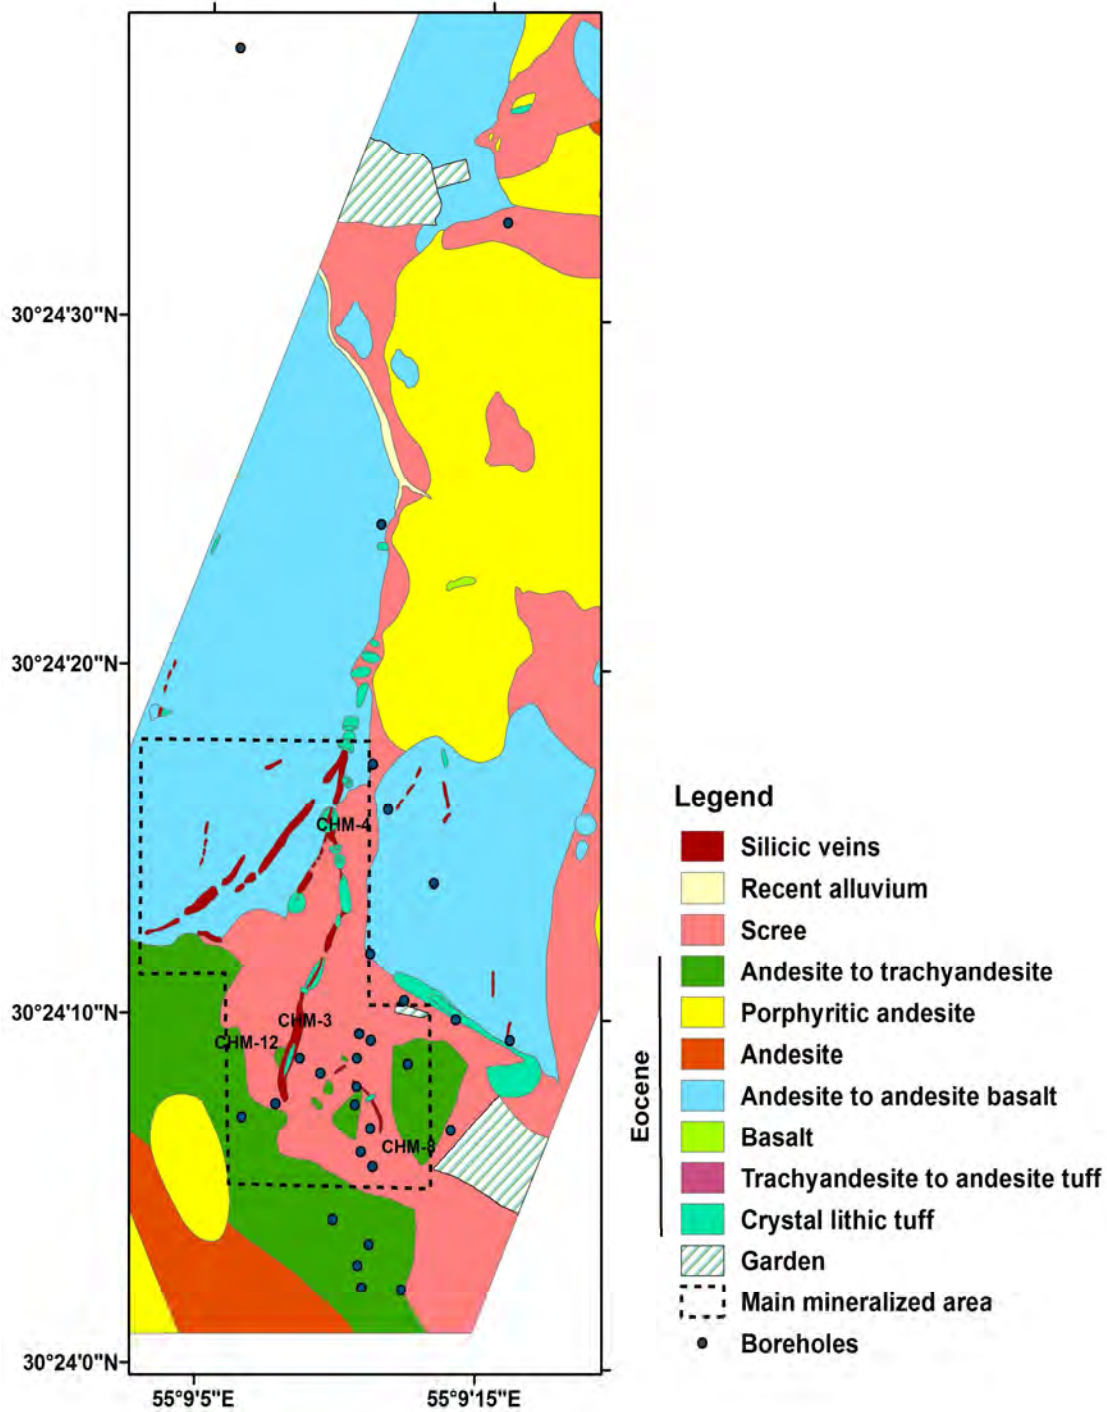 30°24'30"N
30°24'20"N
CHM-4
30°24'10"N
CHM-3
CHM-12
CHM-8
30°24'0"N
55°9'5"E
55°9'15"E
Legend
Silicic veins
Recent alluvium
Scree
Eocene
Andesite to trachyandesite
Porphyritic andesite
Andesite
Andesite to andesite basalt
Basalt
Trachyandesite to andesite tuff
Crystal lithic tuff
Garden
Main mineralized area
Boreholes